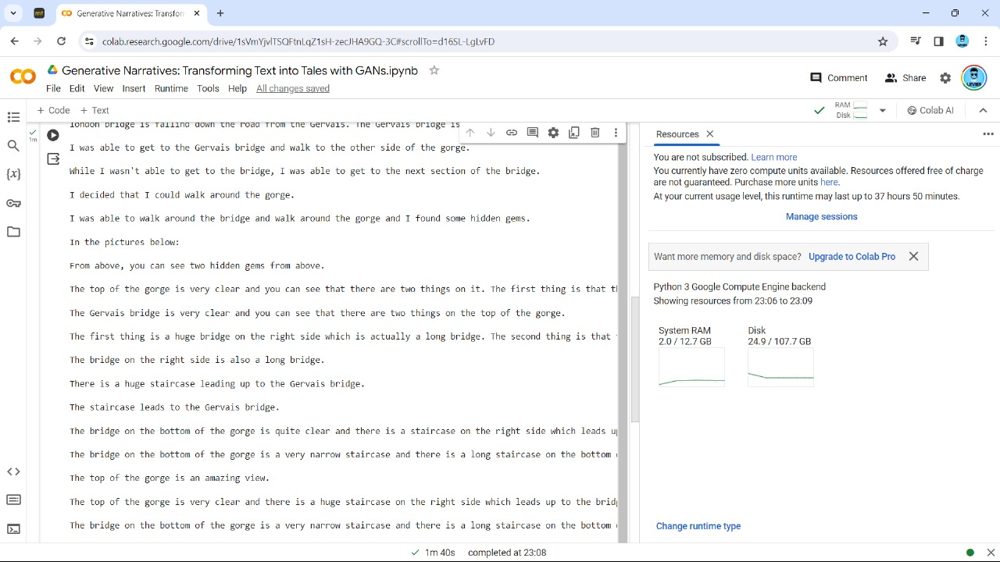 mt
Generative Narratives: Transfor
colab.research.google.com/drive/1sVmYjvlTSQFtnLqZ1sH-zecJHA9GQ-3C#scrollTo=d16SL-LgLvFD
Generative Narratives: Transforming Text into Tales with GANs.ipynb
File Edit View Insert Runtime Tools Help All changes saved
Comment Share
+ Code + Text
RAM
Disk
Colab AI
1m
london bridge is falling down the road from the Gervais. The Gervais bridge is
I was able to get to the Gervais bridge and walk to the other side of the gorge.
While I wasn't able to get to the bridge, I was able to get to the next section of the bridge.
I decided that I could walk around the gorge.
I was able to walk around the bridge and walk around the gorge and I found some hidden gems.
In the pictures below:
From above, you can see two hidden gems from above.
The top of the gorge is very clear and you can see that there are two things on it. The first thing is that
The Gervais bridge is very clear and you can see that there are two things on the top of the gorge.
The first thing is a huge bridge on the right side which is actually a long bridge. The second thing is that
The bridge on the right side is also a long bridge.
There is a huge staircase leading up to the Gervais bridge.
The staircase leads to the Gervais bridge.
The bridge on the bottom of the gorge is quite clear and there is a staircase on the right side which leads
The bridge on the bottom of the gorge is a very narrow staircase and there is a long staircase on the bottom
The top of the gorge is an amazing view.
The top of the gorge is very clear and there is a huge staircase on the right side which leads up to the
The bridge on the bottom of the gorge is a very narrow staircase and there is a long staircase on the bottom
Resources
You are not subscribed. Learn more
You currently have zero compute units available. Resources offered free of charge
are not guaranteed. Purchase more units here.
At your current usage level, this runtime may last up to 37 hours 50 minutes.
Manage sessions
Want more memory and disk space? Upgrade to Colab Pro
Python 3 Google Compute Engine backend
Showing resources from 23:06 to 23:09
System RAM
2.0 / 12.7 GB
Disk
24.9 / 107.7 GB
Change runtime type
1m 40s completed at 23:08